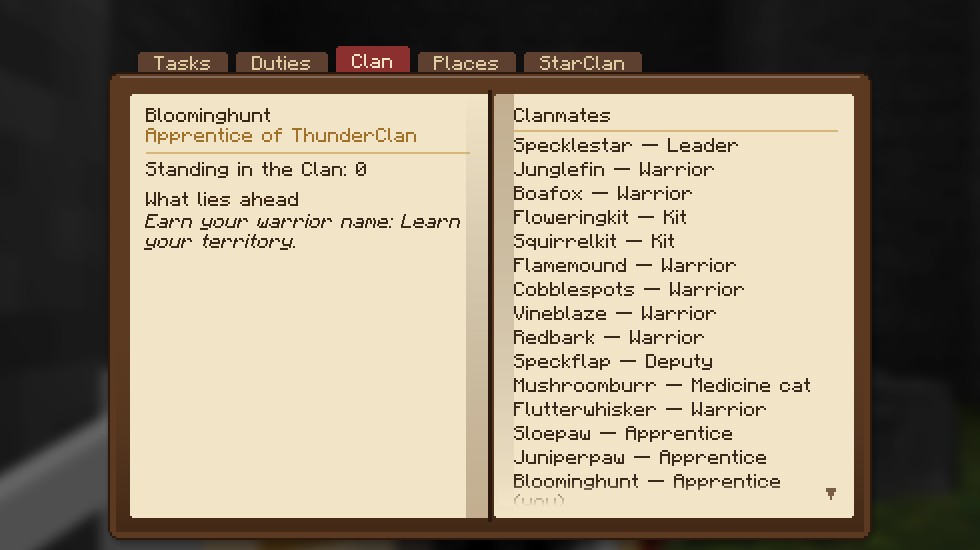 Tasks
Duties
Clan
Places
StarClan
Bloominghunt
Apprentice of ThunderClan
Standing in the Clan: 0
What lies ahead
Earn your warrior name: Learn
your territory.
Clanmates
Specklestar — Leader
Junglefin — Warrior
Boafox — Warrior
Floweringkit — Kit
Squirrelkit — Kit
Flamemound — Warrior
Cobblespots — Warrior
Vineblaze — Warrior
Redbark — Warrior
Speckflap — Deputy
Mushroomburr — Medicine cat
Flutterwhisker — Warrior
Sloepaw — Apprentice
Juniperpaw — Apprentice
Bloominghunt — Apprentice
(you)